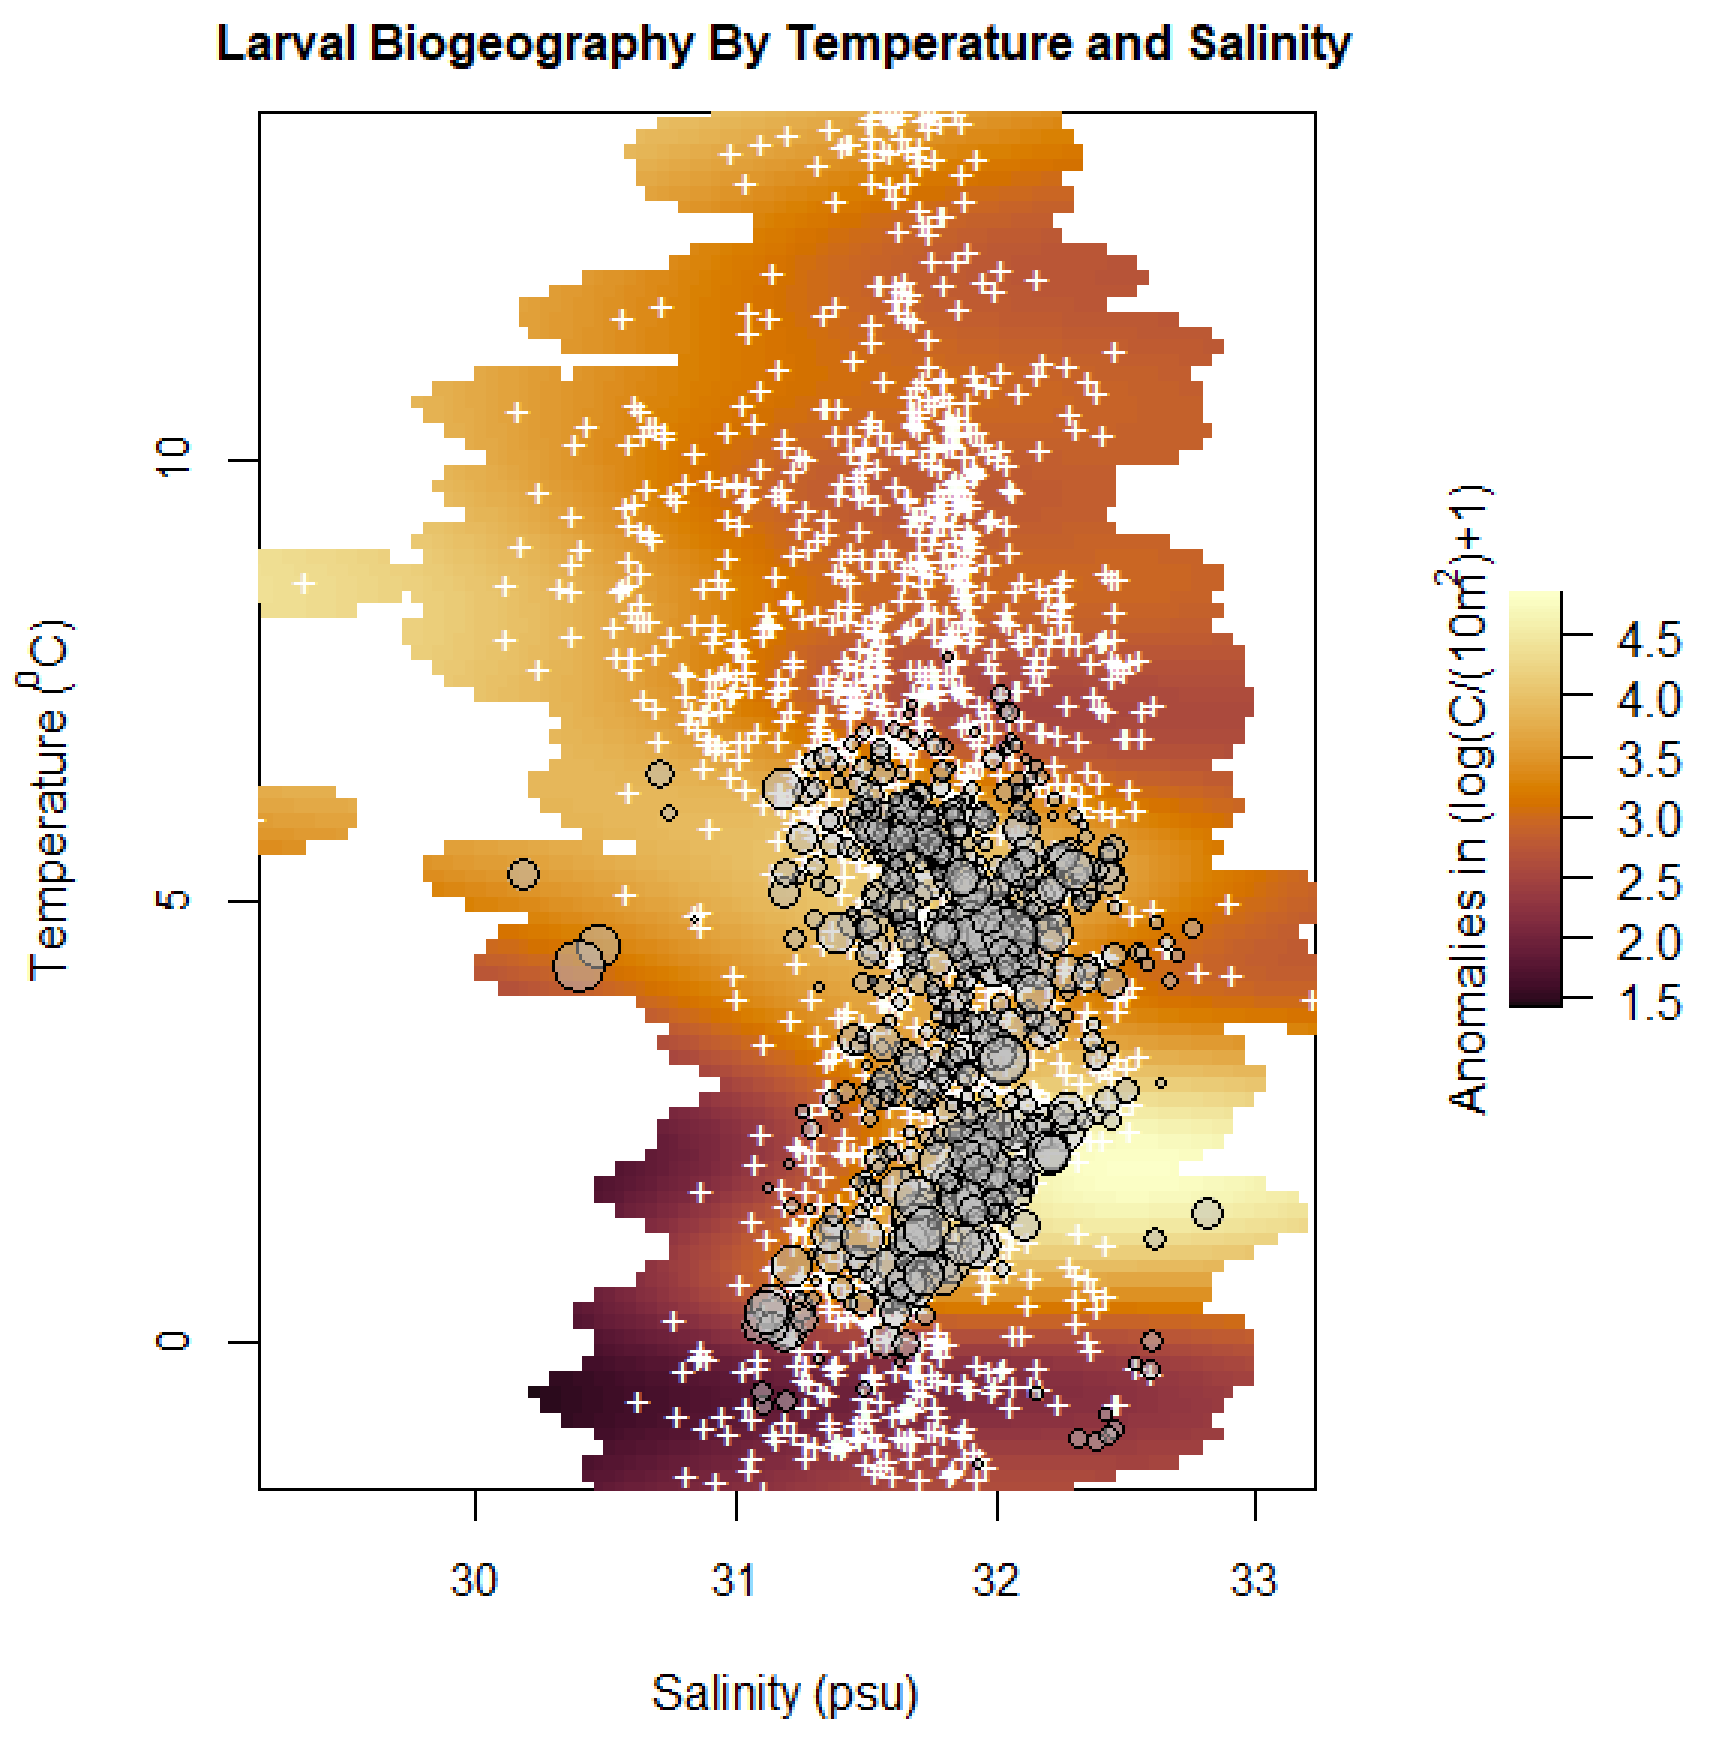 Larval Biogeography By Temperature and Salinity
Temperature (⁰C)
10
5
0
30 31 32 33
Salinity (psu)
Anomalies in (log(C/(10m²)+1)
4.5
4.0
3.5
3.0
2.5
2.0
1.5